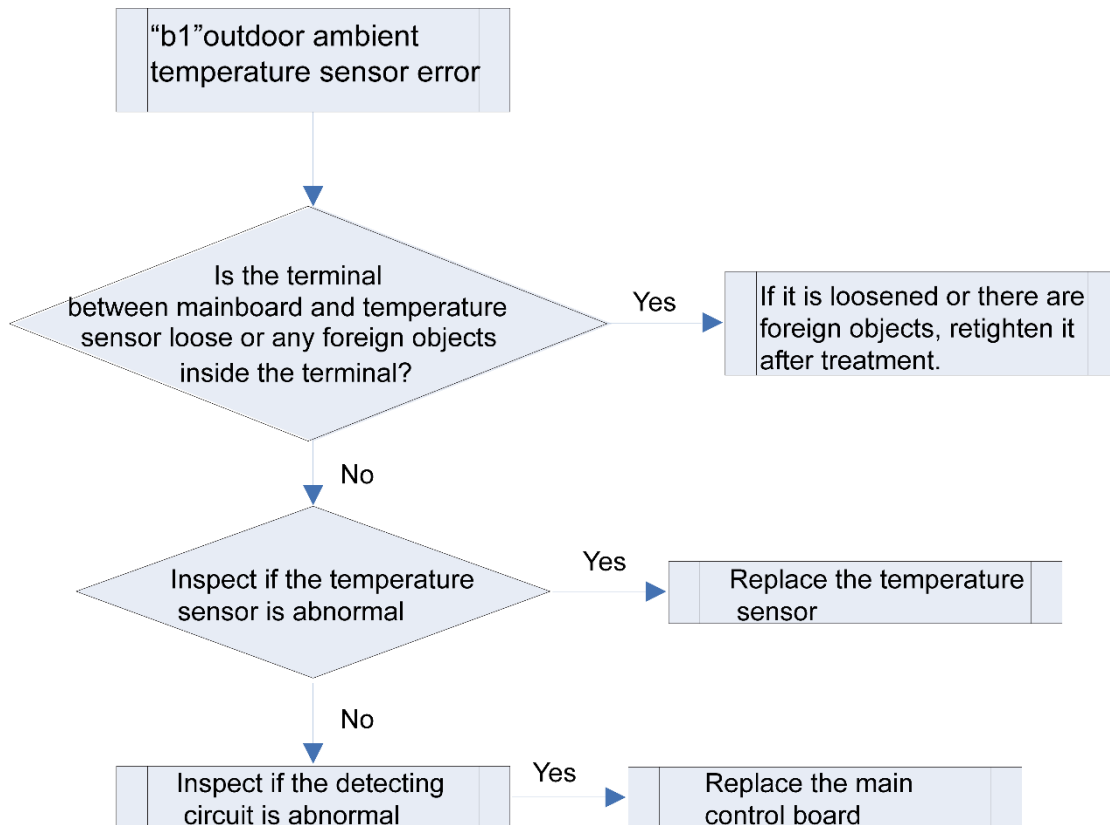 “b1”outdoor ambient
temperature sensor error
Is the terminal
between mainboard and temperature
sensor loose or any foreign objects
inside the terminal?
Yes
If it is loosened or there are
foreign objects, retighten it
after treatment.
No
Inspect if the temperature
sensor is abnormal
Yes
Replace the temperature
sensor
No
Inspect if the detecting
circuit is abnormal
Yes
Replace the main
control board